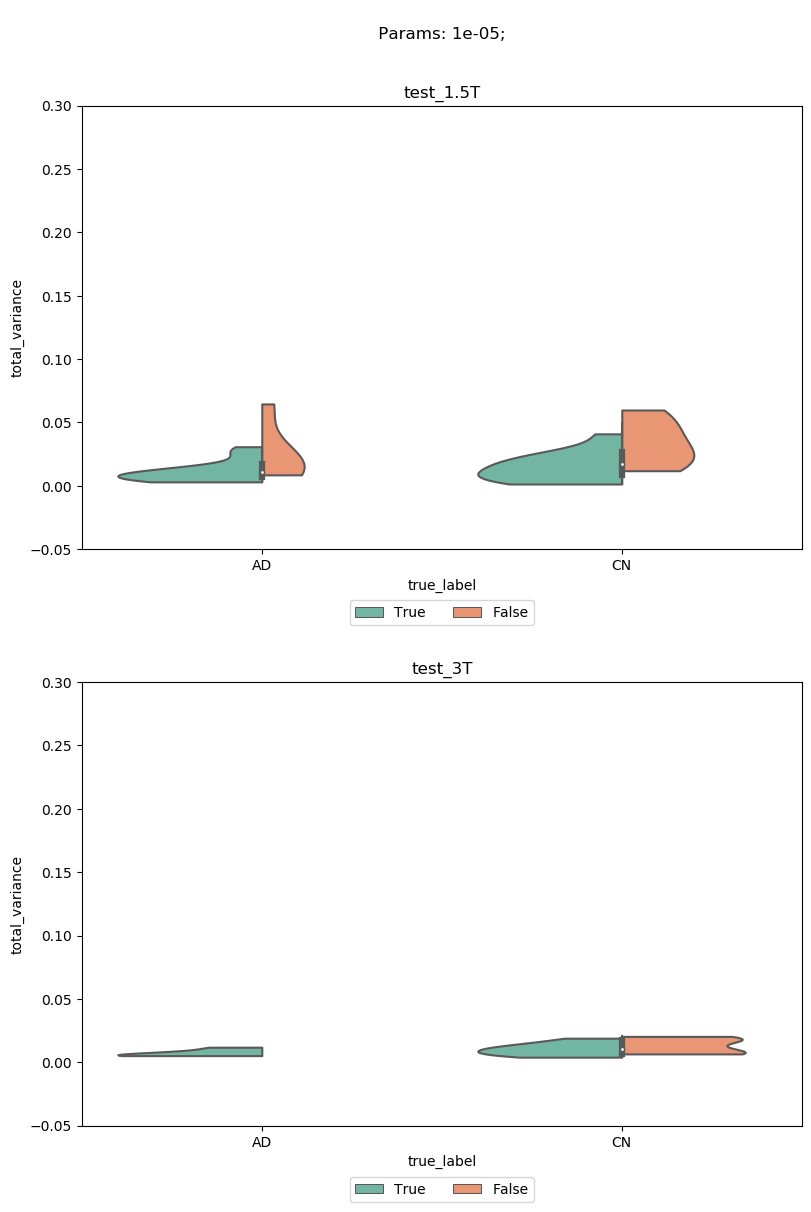 Params: 1e-05;
test_1.5T
0.30
0.25
0.20
0.15
0.10
0.05
0.00
−0.05
total_variance
AD CN
true_label
True False
test_3T
0.30
0.25
0.20
0.15
0.10
0.05
0.00
−0.05
total_variance
AD CN
true_label
True False